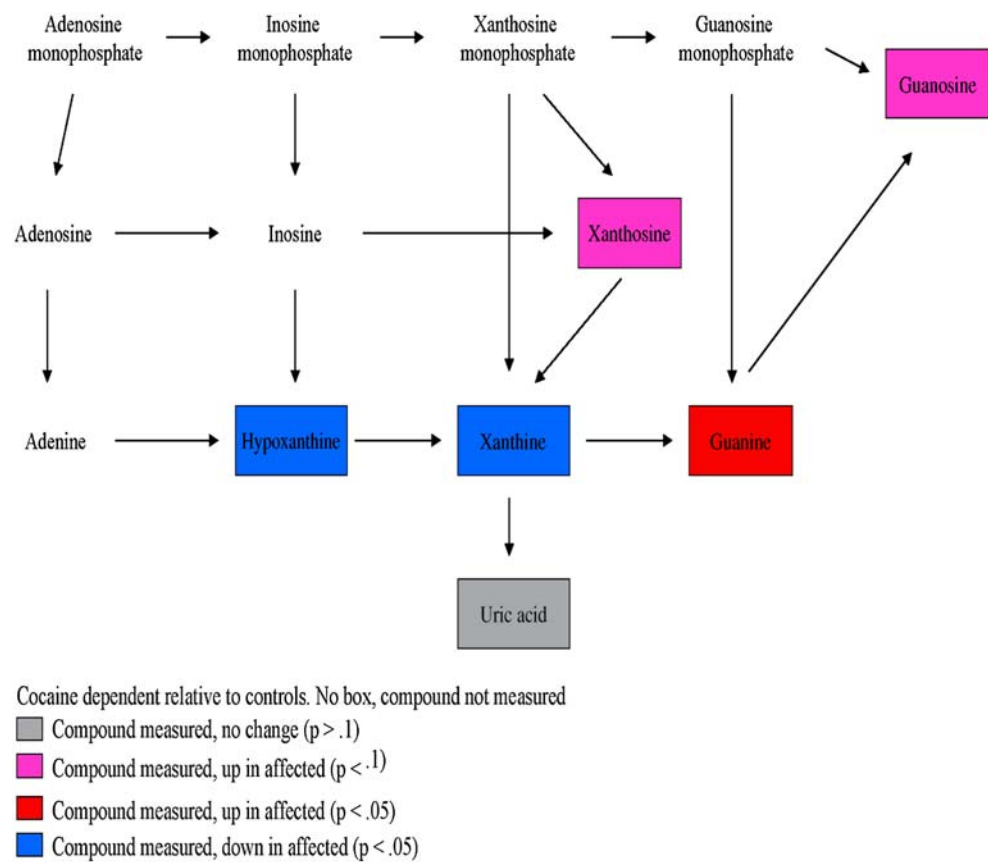 Adenosine
monophosphate
Inosine
monophosphate
Xanthosine
monophosphate
Guanosine
monophosphate
Guanosine
Adenosine
Inosine
Xanthosine
Adenine
Hypoxanthine
Xanthine
Guanine
Uric acid
Cocaine dependent relative to controls. No box, compound not measured
Compound measured, no change (p > .1)
Compound measured, up in affected (p < .1)
Compound measured, up in affected (p < .05)
Compound measured, down in affected (p < .05)